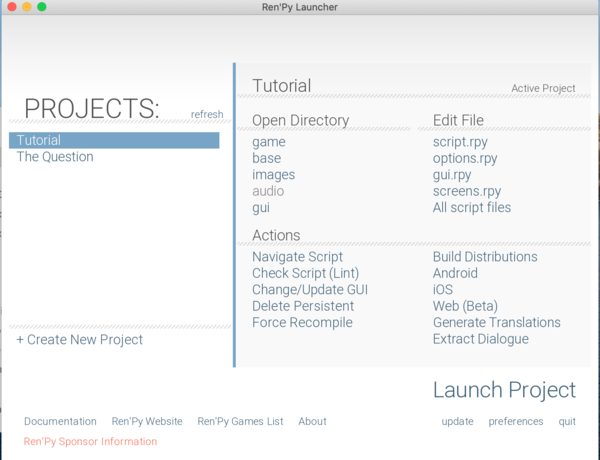 Ren'Py Launcher
PROJECTS:
refresh
Tutorial
The Question
+ Create New Project
Tutorial
Active Project
Open Directory
game
base
images
audio
gui
Edit File
script.rpy
options.rpy
gui.rpy
screens.rpy
All script files
Actions
Navigate Script
Check Script (Lint)
Change/Update GUI
Delete Persistent
Force Recompile
Build Distributions
Android
iOS
Web (Beta)
Generate Translations
Extract Dialogue
Launch Project
Documentation Ren'Py Website Ren'Py Games List About
update preferences quit
Ren'Py Sponsor Information